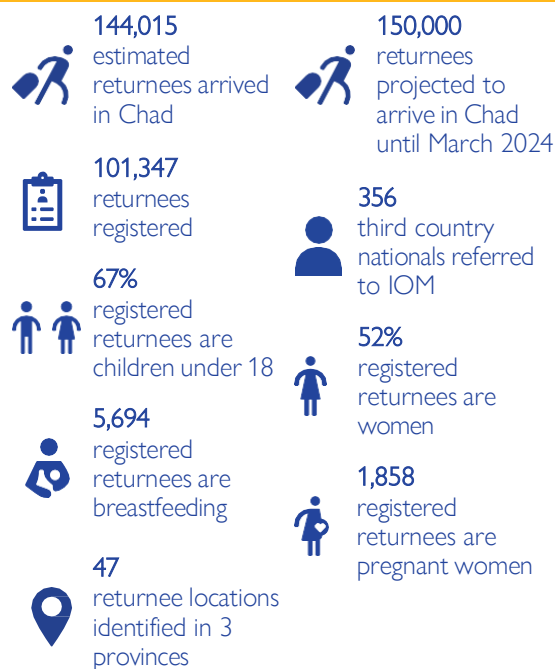 144,015
estimated
returnees arrived
in Chad
101,347
returnees
registered
67%
registered
returnees are
children under 18
5,694
registered
returnees are
breastfeeding
47
returnee locations
identified in 3
provinces
150,000
returnees
projected to
arrive in Chad
until March 2024
356
third country
nationals referred
to IOM
52%
registered
returnees are
women
1,858
registered
returnees are
pregnant women